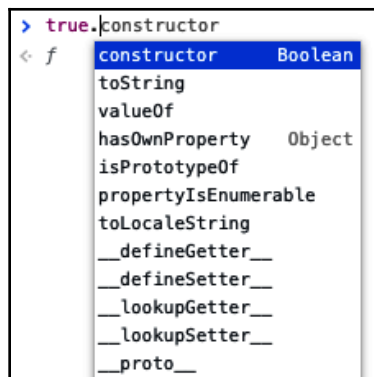 > true.constructor
f constructor Boolean
toString
valueOf
hasOwnProperty Object
isPrototypeOf
propertyIsEnumerable
toLocaleString
__defineGetter__
__defineSetter__
__lookupGetter__
__lookupSetter__
__proto__